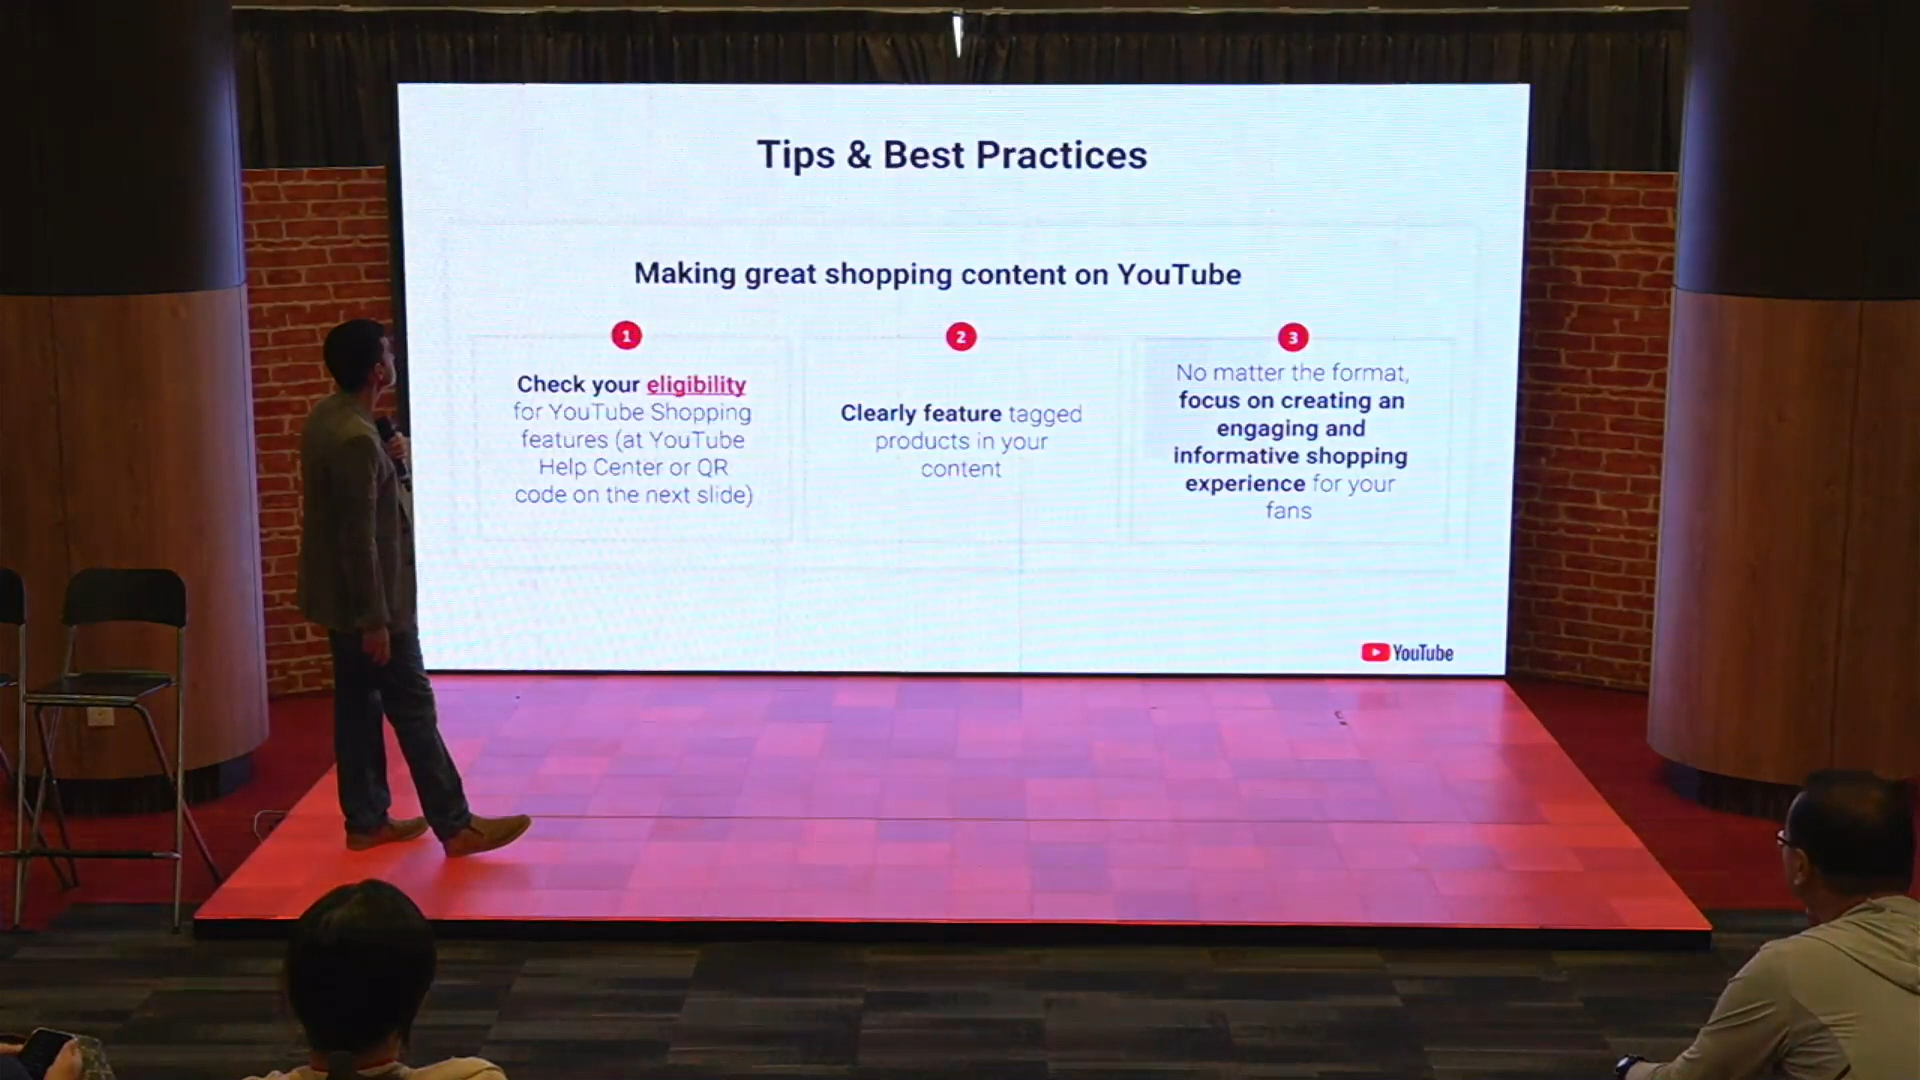 Tips & Best Practices
Making great shopping content on YouTube
1
Check your eligibility
for YouTube Shopping
features (at YouTube
Help Center or QR
code on the next slide)
2
Clearly feature tagged
products in your
content
3
No matter the format,
focus on creating an
engaging and
informative shopping
experience for your
fans
YouTube